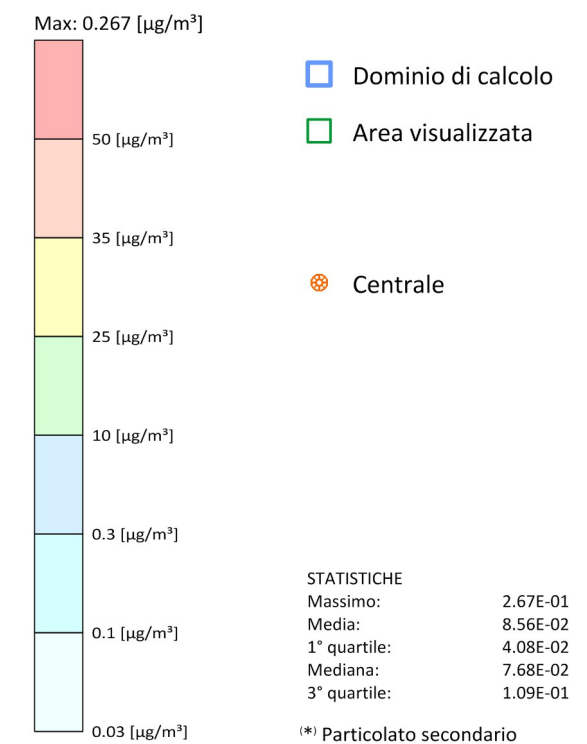 Max: 0.267 [µg/m³]
50 [µg/m³]
35 [µg/m³]
25 [µg/m³]
10 [µg/m³]
0.3 [µg/m³]
0.1 [µg/m³]
0.03 [µg/m³]
Dominio di calcolo
Area visualizzata
Centrale
STATISTICHE
Massimo: 2.67E-01
Media: 8.56E-02
1° quartile: 4.08E-02
Mediana: 7.68E-02
3° quartile: 1.09E-01
(*) Particolato secondario